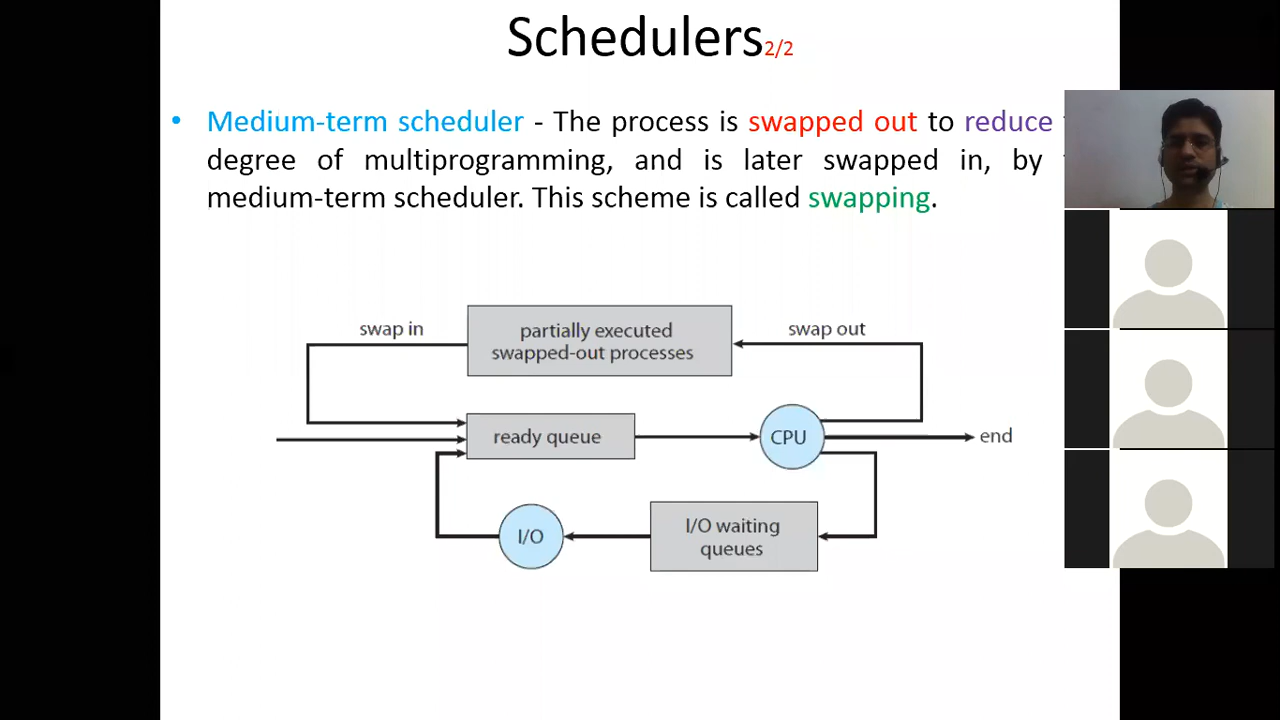 Schedulers2/2
• Medium-term scheduler - The process is swapped out to reduce
degree of multiprogramming, and is later swapped in, by
medium-term scheduler. This scheme is called swapping.
swap in
partially executed
swapped-out processes
swap out
ready queue
CPU
end
I/O
I/O waiting
queues